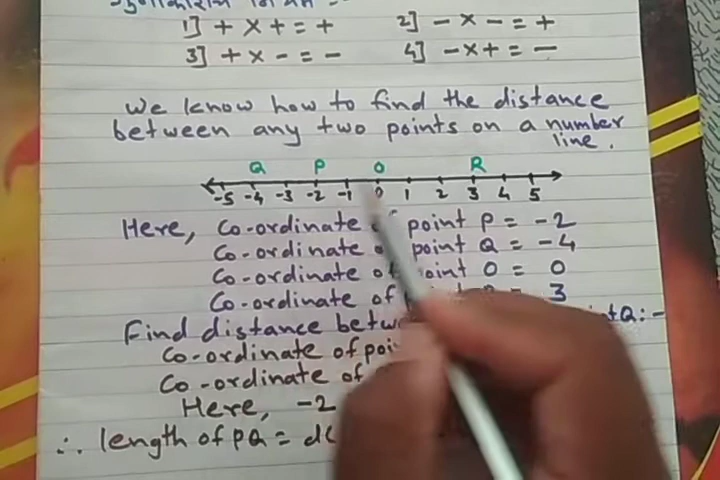 1] + × + = + 2] − × − = +
3] + × − = − 4] − × + = −
We know how to find the distance
between any two points on a number
line.
Q P O R
-5 -4 -3 -2 -1 0 1 2 3 4 5
Here, Co-ordinate of point P = -2
Co-ordinate of point Q = -4
Co-ordinate of point O = 0
Co-ordinate of 3
Find distance Q:-
Co-ordinate of
Co-ordinate of
Here, -2
∴ length of PQ = d(